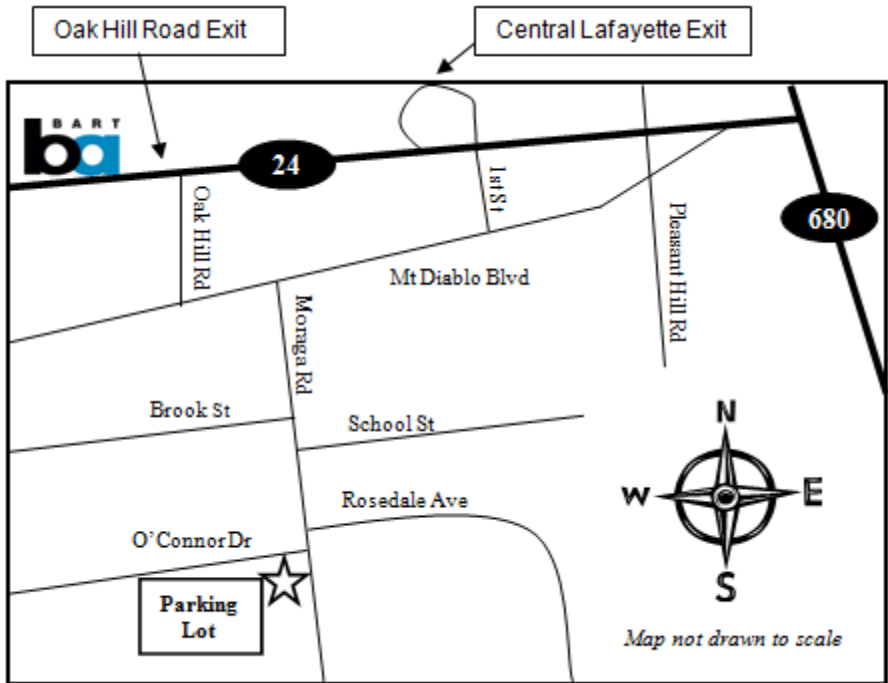 Oak Hill Road Exit
Central Lafayette Exit
BART
ba
24
1st St
Oak Hill Rd
Pleasant Hill Rd
680
Mt Diablo Blvd
Moraga Rd
Brook St
School St
N
W
E
S
Rosedale Ave
O'Connor Dr
Parking
Lot
Map not drawn to scale